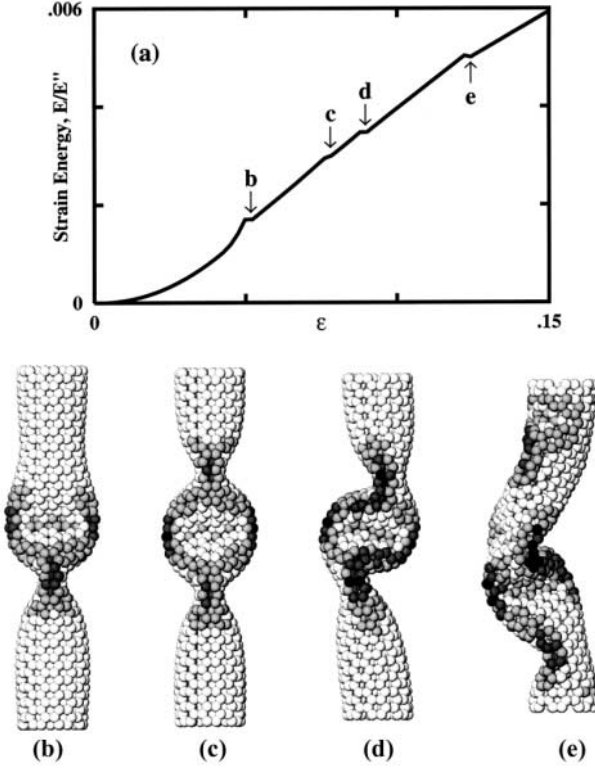 .006
(a)
Strain Energy, E/E''
b
c
d
e
0
0
ε
.15
(b)
(c)
(d)
(e)